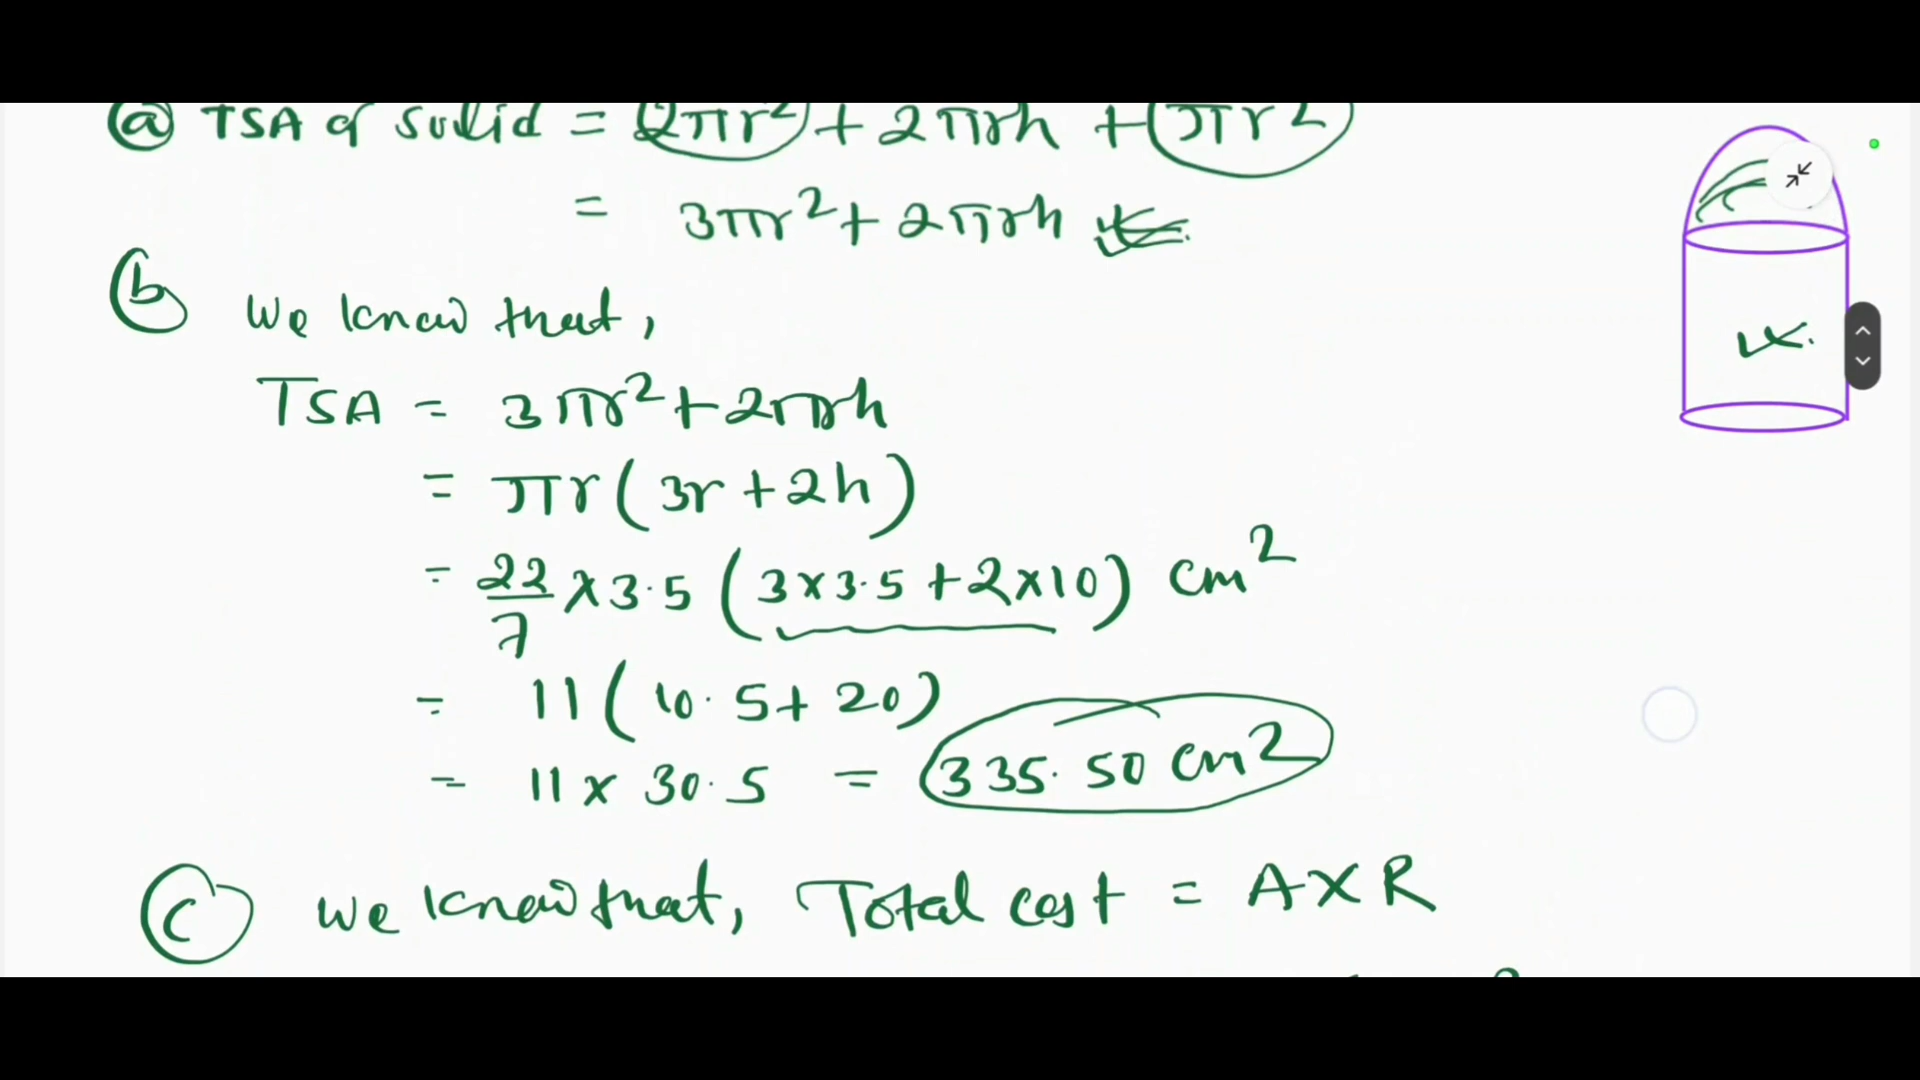 (a) TSA of solid = 2πr² + 2πrh + πr²
= 3πr² + 2πrh
(b) We know that,
TSA = 3πr² + 2πrh
= πr(3r + 2h)
= 22/7 × 3.5 (3 × 3.5 + 2 × 10) cm²
= 11 (10.5 + 20)
= 11 × 30.5 = 335.50 cm²
(c) We know that, Total cost = A × R